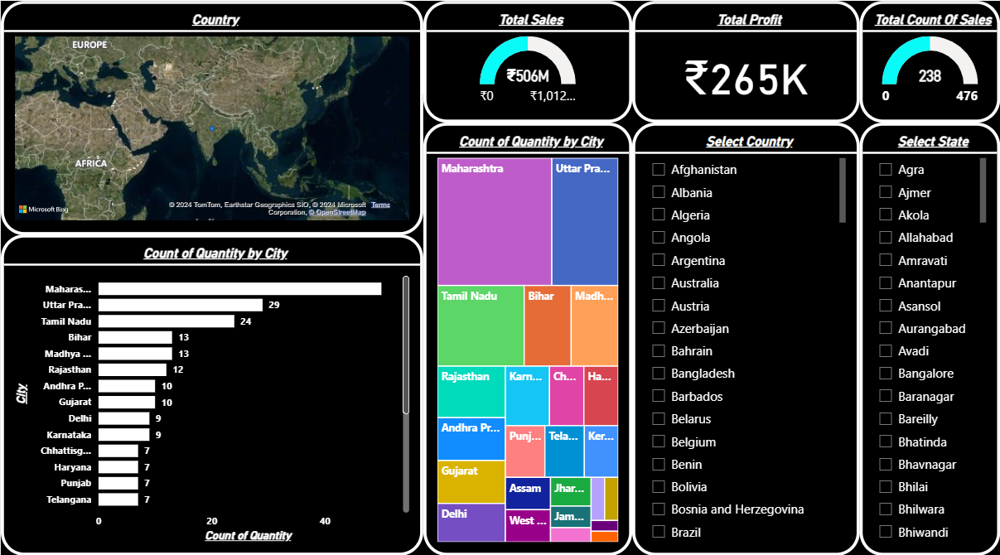 Country
EUROPE
AFRICA
Microsoft Bing
© 2024 TomTom, Earthstar Geographics SIO, © 2024 Microsoft Terms
Corporation, © OpenStreetMap
Total Sales
₹506M
₹0
₹1,012...
Total Profit
₹265K
Total Count Of Sales
238
0
476
Count of Quantity by City
City
Maharas...
Uttar Pra...
29
Tamil Nadu
24
Bihar
13
Madhya ...
13
Rajasthan
12
Andhra P...
10
Gujarat
10
Delhi
9
Karnataka
9
Chhattisg...
7
Haryana
7
Punjab
7
Telangana
7
0
20
40
Count of Quantity
Count of Quantity by City
Maharashtra
Uttar Pra...
Tamil Nadu
Bihar
Madh...
Rajasthan
Karn...
Ch...
Ha...
Andhra Pr...
Punj...
Tela...
Ker...
Gujarat
Assam
Jhar...
Delhi
West ...
Jam...
Select Country
Afghanistan
Albania
Algeria
Angola
Argentina
Australia
Austria
Azerbaijan
Bahrain
Bangladesh
Barbados
Belarus
Belgium
Benin
Bolivia
Bosnia and Herzegovina
Brazil
Select State
Agra
Ajmer
Akola
Allahabad
Amravati
Anantapur
Asansol
Aurangabad
Avadi
Bangalore
Baranagar
Bareilly
Bhatinda
Bhavnagar
Bhilai
Bhilwara
Bhiwandi